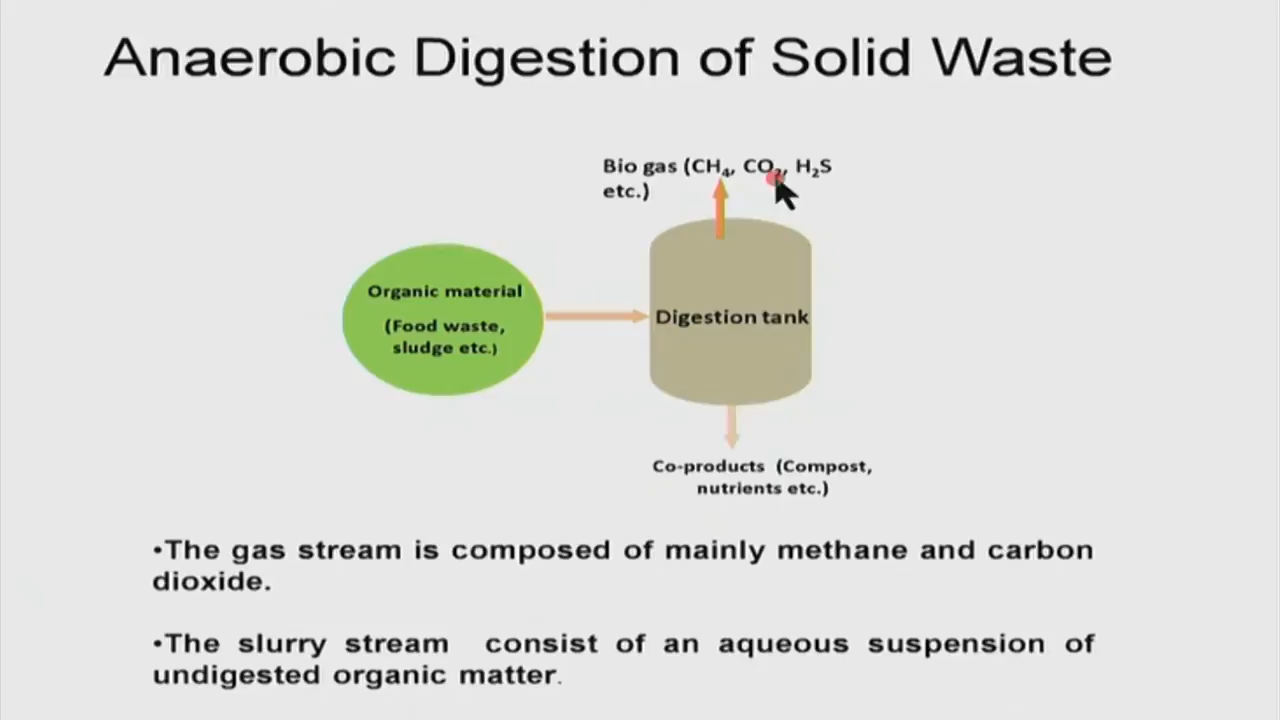 Anaerobic Digestion of Solid Waste
Bio gas (CH₄, CO₂, H₂S
etc.)
Organic material
(Food waste,
sludge etc.)
Digestion tank
Co-products (Compost,
nutrients etc.)
•The gas stream is composed of mainly methane and carbon
dioxide.
•The slurry stream consist of an aqueous suspension of
undigested organic matter.